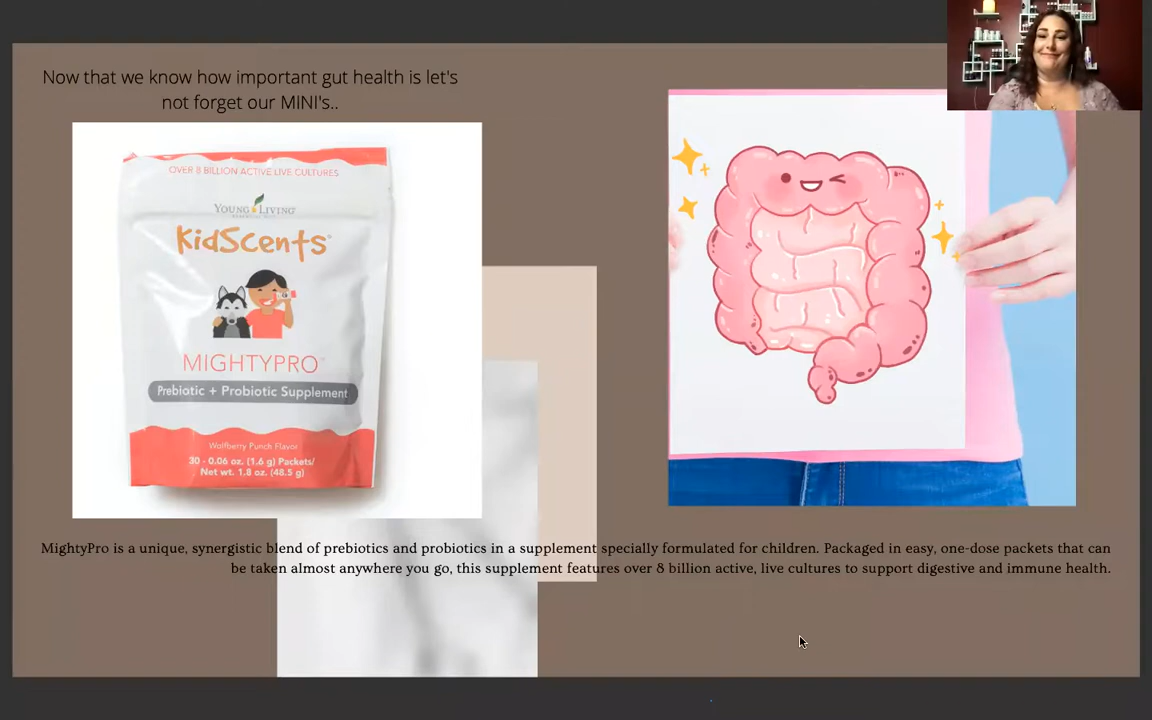 Now that we know how important gut health is let's
not forget our MINI's..
OVER 8 BILLION ACTIVE LIVE CULTURES
YOUNG LIVING
KidScents
MIGHTYPRO™
Prebiotic + Probiotic Supplement
Wolfberry Punch Flavor
30 - 0.06 oz. (1.6 g) Packets/
Net wt. 1.8 oz. (48.5 g)
MightyPro is a unique, synergistic blend of prebiotics and probiotics in a supplement specially formulated for children. Packaged in easy, one-dose packets that can
be taken almost anywhere you go, this supplement features over 8 billion active, live cultures to support digestive and immune health.